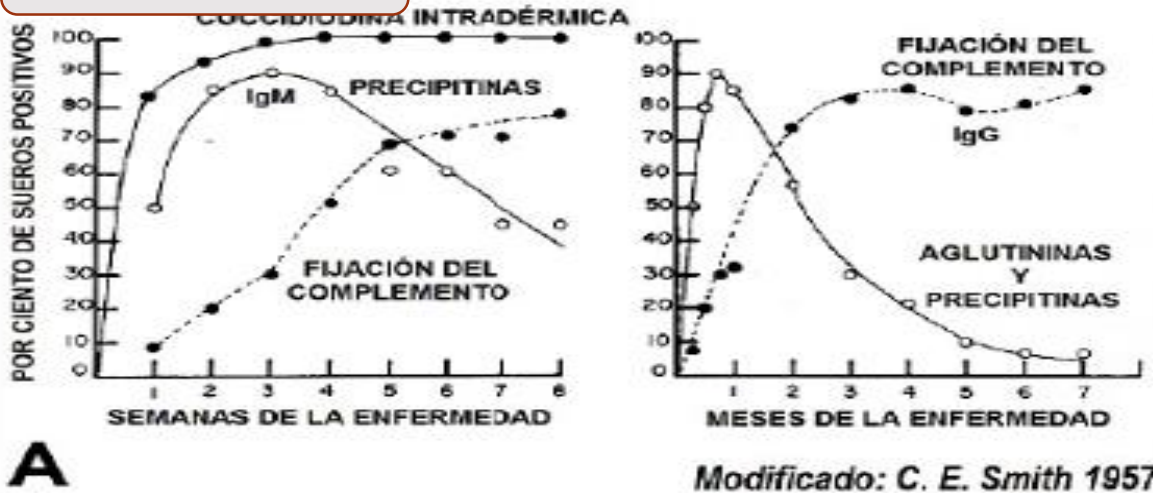 COCCIDIOIDINA INTRADÉRMICA
POR CIENTO DE SUEROS POSITIVOS
100
90
80
70
60
50
40
30
20
10
0
IgM
PRECIPITINAS
FIJACIÓN DEL
COMPLEMENTO
1 2 3 4 5 6 7 8
SEMANAS DE LA ENFERMEDAD
100
90
80
70
60
50
40
30
20
10
0
FIJACIÓN DEL
COMPLEMENTO
IgG
AGLUTININAS
Y
PRECIPITINAS
1 2 3 4 5 6 7
MESES DE LA ENFERMEDAD
A
Modificado: C. E. Smith 1957